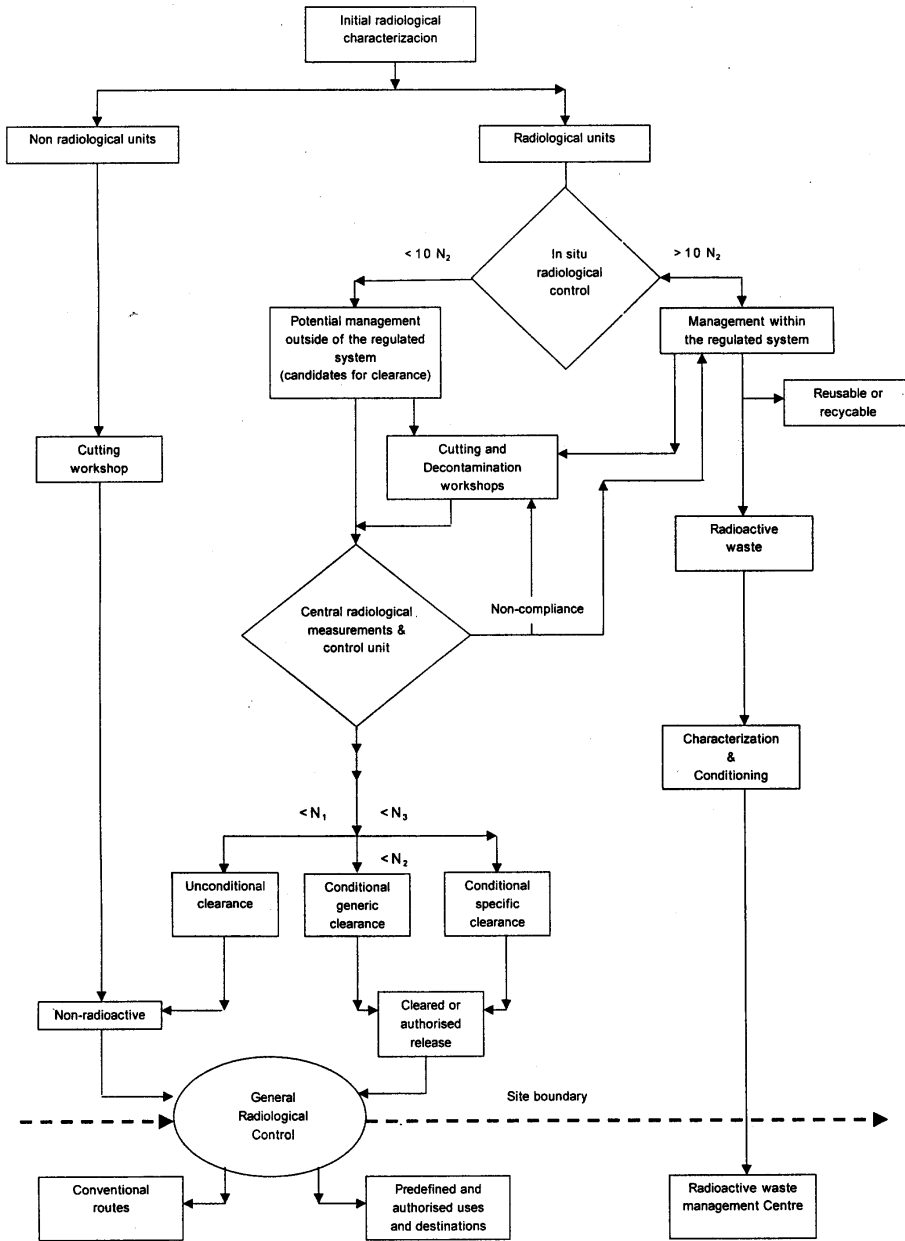 Initial radiological
characterizacion
Non radiological units
Radiological units
< 10 N₂
In situ
radiological
control
> 10 N₂
Potential management
outside of the regulated
system
(candidates for clearance)
Management within
the regulated system
Reusable or
recycable
Cutting
workshop
Cutting and
Decontamination
workshops
Radioactive
waste
Central radiological
measurements &
control unit
Non-compliance
Characterization
&
Conditioning
<N₁
<N₃
<N₂
Unconditional
clearance
Conditional
generic
clearance
Conditional
specific
clearance
Non-radioactive
Cleared or
authorised
release
General
Radiological
Control
Site boundary
Conventional
routes
Predefined and
authorised uses
and destinations
Radioactive waste
management Centre